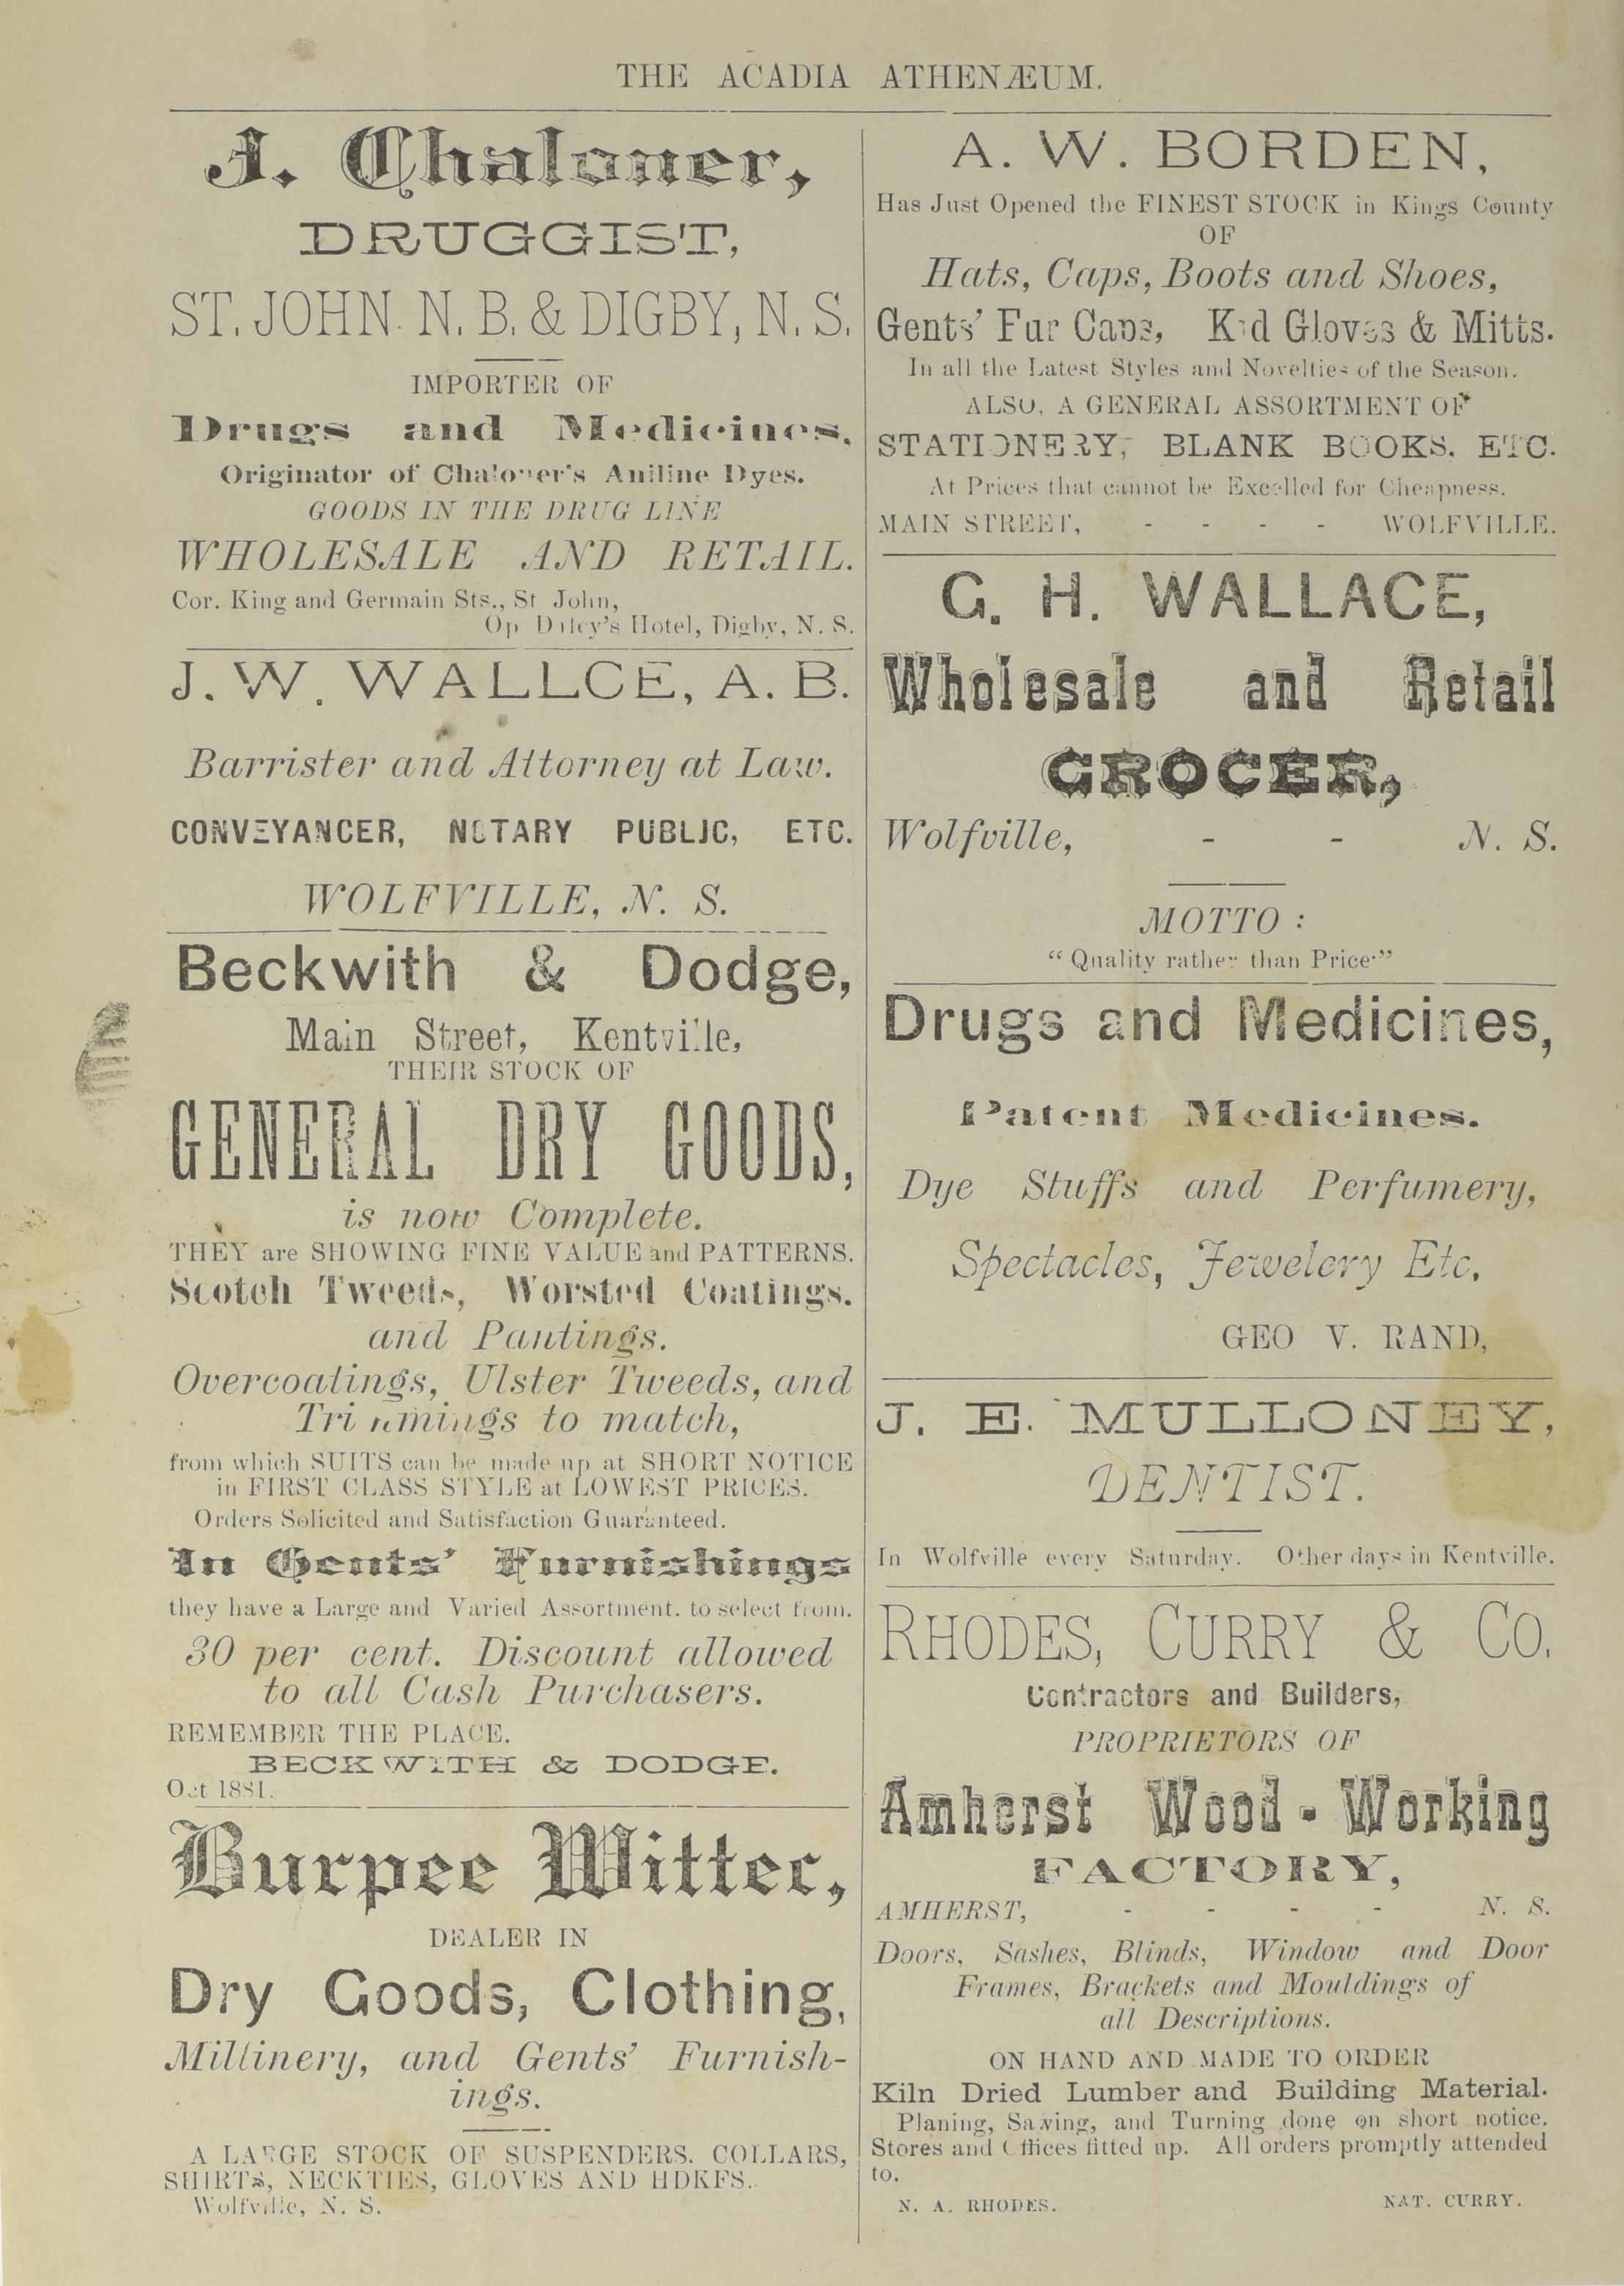 THE ACADIA ATHENÆUM.
J. Chaloner,
DRUGGIST,
ST. JOHN. N. B. & DIGBY, N. S.
IMPORTER OF
Drugs and Medicines.
Originator of Chaloner's Aniline Dyes.
GOODS IN THE DRUG LINE
WHOLESALE AND RETAIL.
Cor. King and Germain Sts., St John,
Op Daley's Hotel, Digby, N. S.
J. W. WALLCE, A. B.
Barrister and Attorney at Law.
CONVEYANCER, NOTARY PUBLIC, ETC.
WOLFVILLE, N. S.
Beckwith & Dodge,
Main Street, Kentville,
THEIR STOCK OF
GENERAL DRY GOODS,
is now Complete.
THEY are SHOWING FINE VALUE and PATTERNS.
Scotch Tweeds, Worsted Coatings.
and Pantings.
Overcoatings, Ulster Tweeds, and
Trimmings to match,
from which SUITS can be made up at SHORT NOTICE
in FIRST CLASS STYLE at LOWEST PRICES.
Orders Solicited and Satisfaction Guaranteed.
In Gents' Furnishings
they have a Large and Varied Assortment. to select from.
30 per cent. Discount allowed
to all Cash Purchasers.
REMEMBER THE PLACE.
BECKWITH & DODGE.
Oct 1881.
Burpee Witter,
DEALER IN
Dry Goods, Clothing,
Millinery, and Gents' Furnish-
ings.
A LARGE STOCK OF SUSPENDERS. COLLARS,
SHIRTS, NECKTIES, GLOVES AND HDKFS..
Wolfville, N. S.
A. W. BORDEN,
Has Just Opened the FINEST STOCK in Kings County
OF
Hats, Caps, Boots and Shoes,
Gents' Fur Caps, Kid Gloves & Mitts.
In all the Latest Styles and Novelties of the Season.
ALSO, A GENERAL ASSORTMENT OF
STATIONERY, BLANK BOOKS. ETC.
At Prices that cannot be Excelled for Cheapness.
MAIN STREET, - - - - WOLFVILLE.
G. H. WALLACE,
Wholesale and Retail
GROCER,
Wolfville, - - N. S.
MOTTO :
“Quality rather than Price.”
Drugs and Medicines,
Patent Medicines.
Dye Stuffs and Perfumery,
Spectacles, Jewelery Etc.
GEO V. RAND,
J. E. MULLONEY,
DENTIST.
In Wolfville every Saturday. Other days in Kentville.
RHODES, CURRY & CO.
Contractors and Builders,
PROPRIETORS OF
Amherst Wood-Working
FACTORY,
AMHERST, - - - - N. S.
Doors, Sashes, Blinds, Window and Door
Frames, Brackets and Mouldings of
all Descriptions.
ON HAND AND MADE TO ORDER
Kiln Dried Lumber and Building Material.
Planing, Sawing, and Turning done on short notice.
Stores and Offices fitted up. All orders promptly attended
to.
N. A. RHODES. NAT. CURRY.